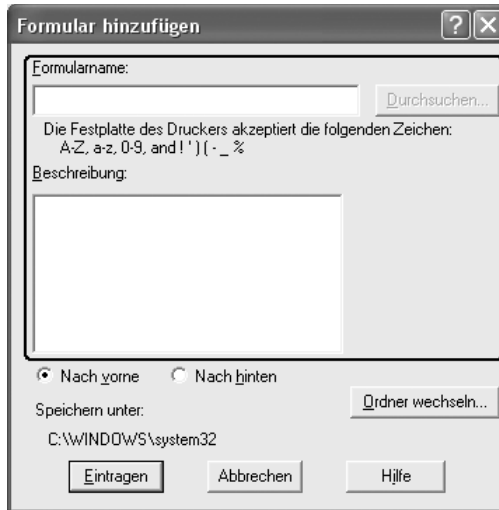 Formular hinzufügen
Formularname:
Durchsuchen...
Die Festplatte des Druckers akzeptiert die folgenden Zeichen:
A-Z, a-z, 0-9, and ! ' ) ( - _ %
Beschreibung:
Nach vorne Nach hinten
Ordner wechseln...
Speichern unter:
C:\WINDOWS\system32
Eintragen Abbrechen Hilfe